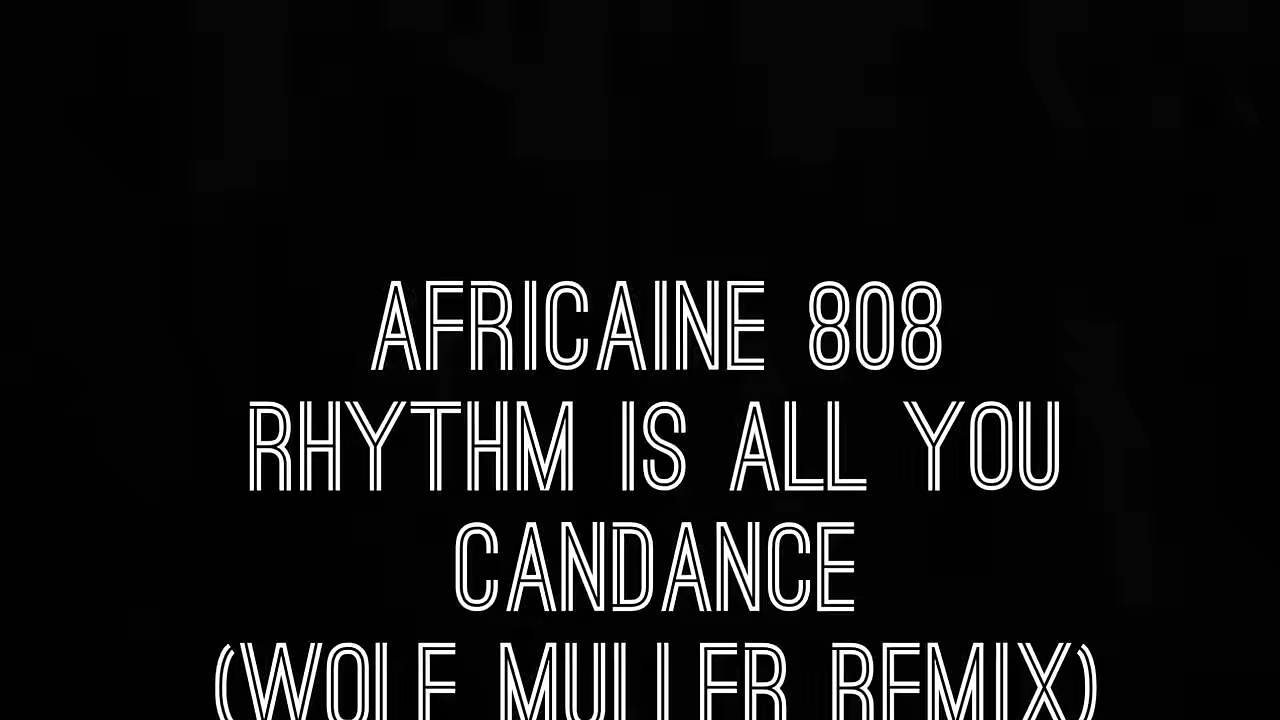 AFRICAINE 808
RHYTHM IS ALL YOU
CANDANCE
(WOLF MULLER REMIX)